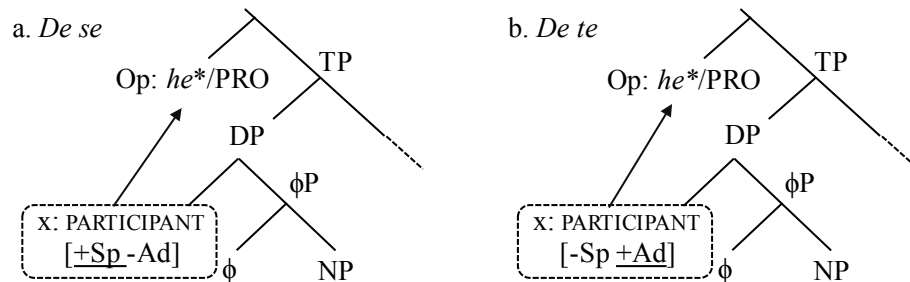 a. De se
TP
Op: he*/PRO
DP
ϕP
x: PARTICIPANT
[+Sp -Ad]
ϕ
NP
b. De te
TP
Op: he*/PRO
DP
ϕP
x: PARTICIPANT
[-Sp +Ad]
ϕ
NP